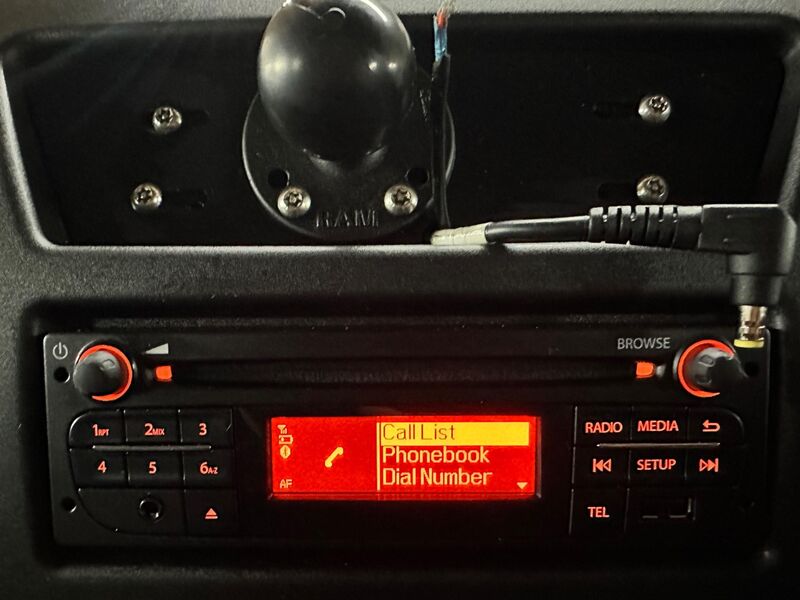 RAM
BROWSE
1RPT 2MIX 3
4 5 6A-Z
AF
Call List
Phonebook
Dial Number
RADIO MEDIA
SETUP
TEL